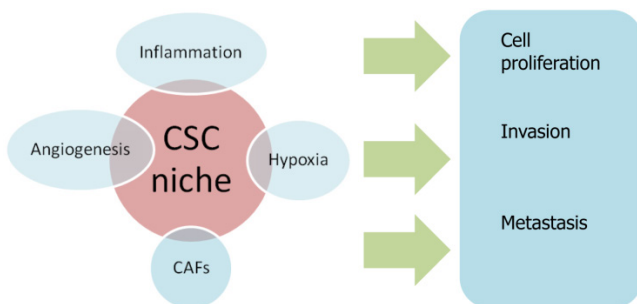 Inflammation
Angiogenesis
CSC
niche
Hypoxia
CAFs
Cell
proliferation
Invasion
Metastasis